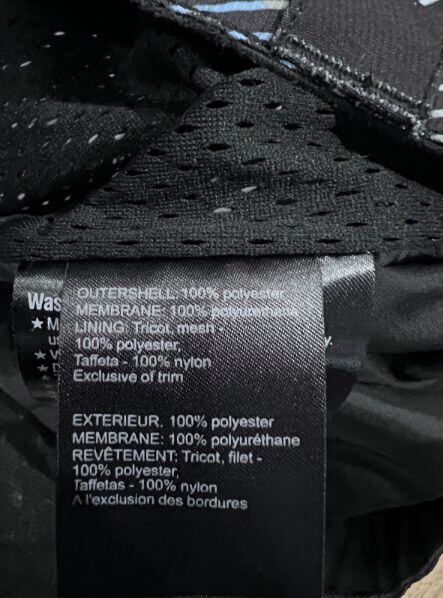 OUTERSHELL: 100% polyester
MEMBRANE: 100% polyurethane
LINING: Tricot, mesh -
100% polyester,
Taffeta - 100% nylon
Exclusive of trim
EXTERIEUR. 100% polyester
MEMBRANE: 100% polyuréthane
REVÊTEMENT: Tricot, filet -
100% polyester,
Taffetas - 100% nylon
A l'exclusion des bordures